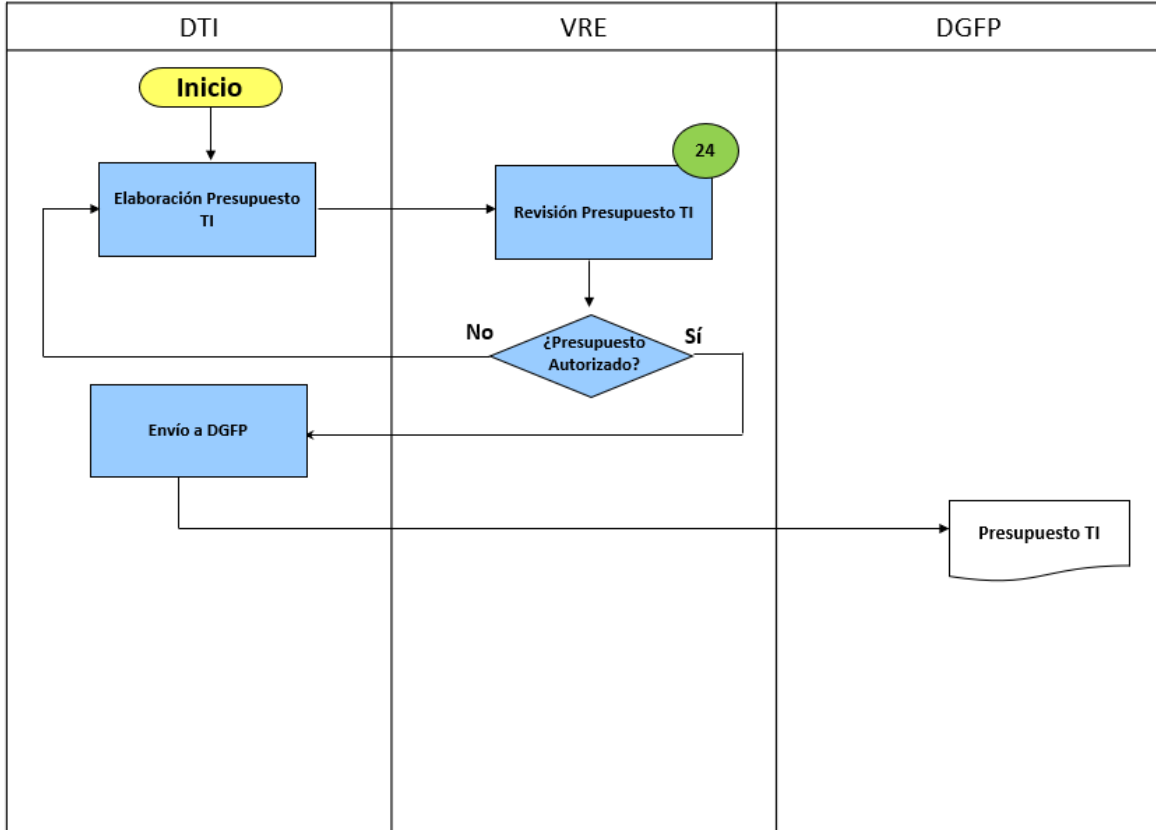 DTI
VRE
DGFP
Inicio
24
Elaboración Presupuesto
TI
Revisión Presupuesto TI
No
¿Presupuesto
Autorizado?
Sí
Envío a DGFP
Presupuesto TI